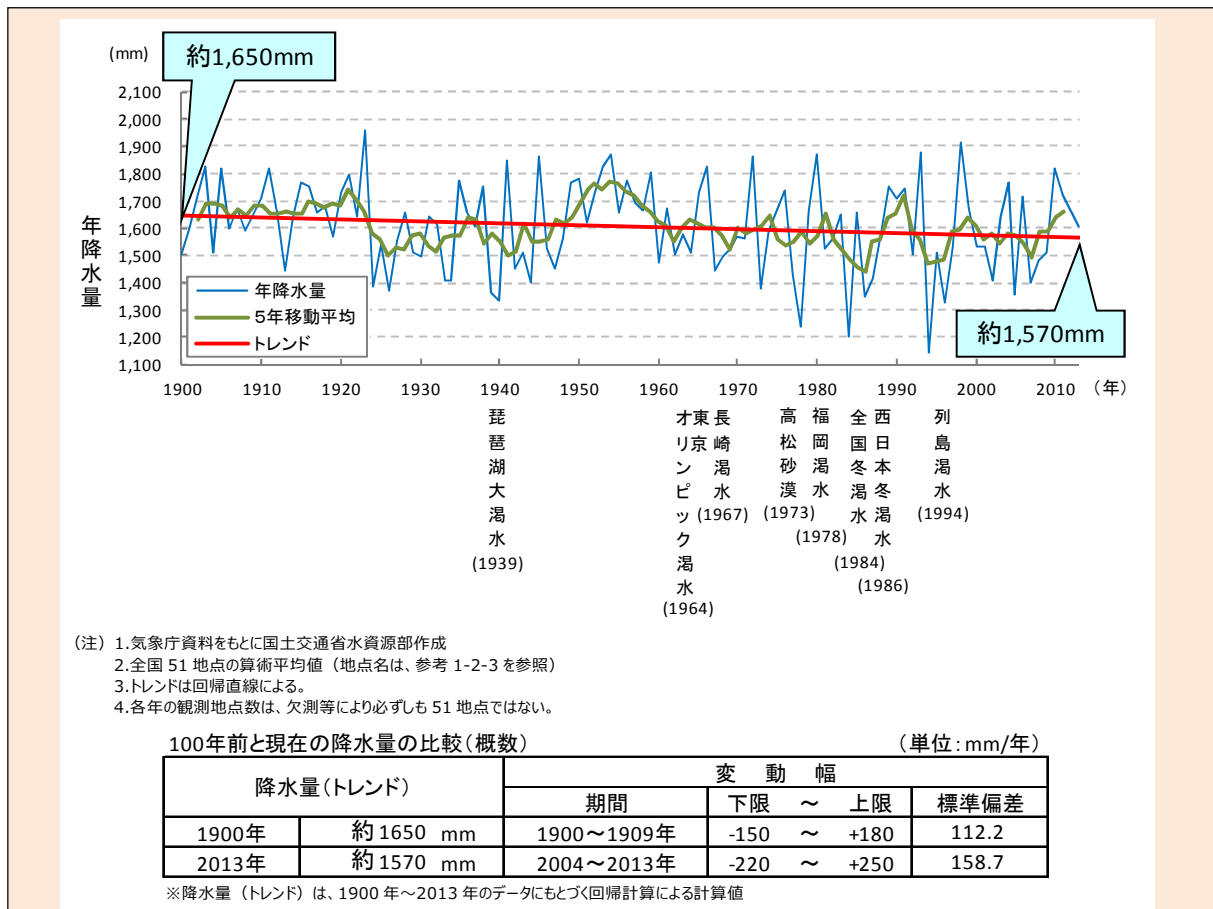 (mm)
約1,650mm
2,100
2,000
1,900
1,800
1,700
1,600
1,500
1,400
1,300
1,200
1,100
年降水量
年降水量
5年移動平均
トレンド
約1,570mm
1900 1910 1920 1930 1940 1950 1960 1970 1980 1990 2000 2010 (年)
琵琶湖大渇水
(1939)
東京
オリンピック渇水
(1964)
長崎渇水
(1967)
高松砂漠
(1973)
福岡渇水
(1978)
全国冬渇水
(1984)
西日本冬渇水
(1986)
列島渇水
(1994)
(注) 1.気象庁資料をもとに国土交通省水資源部作成
2.全国 51 地点の算術平均値 (地点名は、参考 1-2-3 を参照)
3.トレンドは回帰直線による。
4.各年の観測地点数は、欠測等により必ずしも 51 地点ではない。
100年前と現在の降水量の比較(概数) (単位:mm/年)
降水量(トレンド) 変動幅
期間 下限 ~ 上限 標準偏差
1900年 約1650 mm 1900~1909年 -150 ~ +180 112.2
2013年 約1570 mm 2004~2013年 -220 ~ +250 158.7
※降水量 (トレンド) は、1900 年~2013 年のデータにもとづく回帰計算による計算値